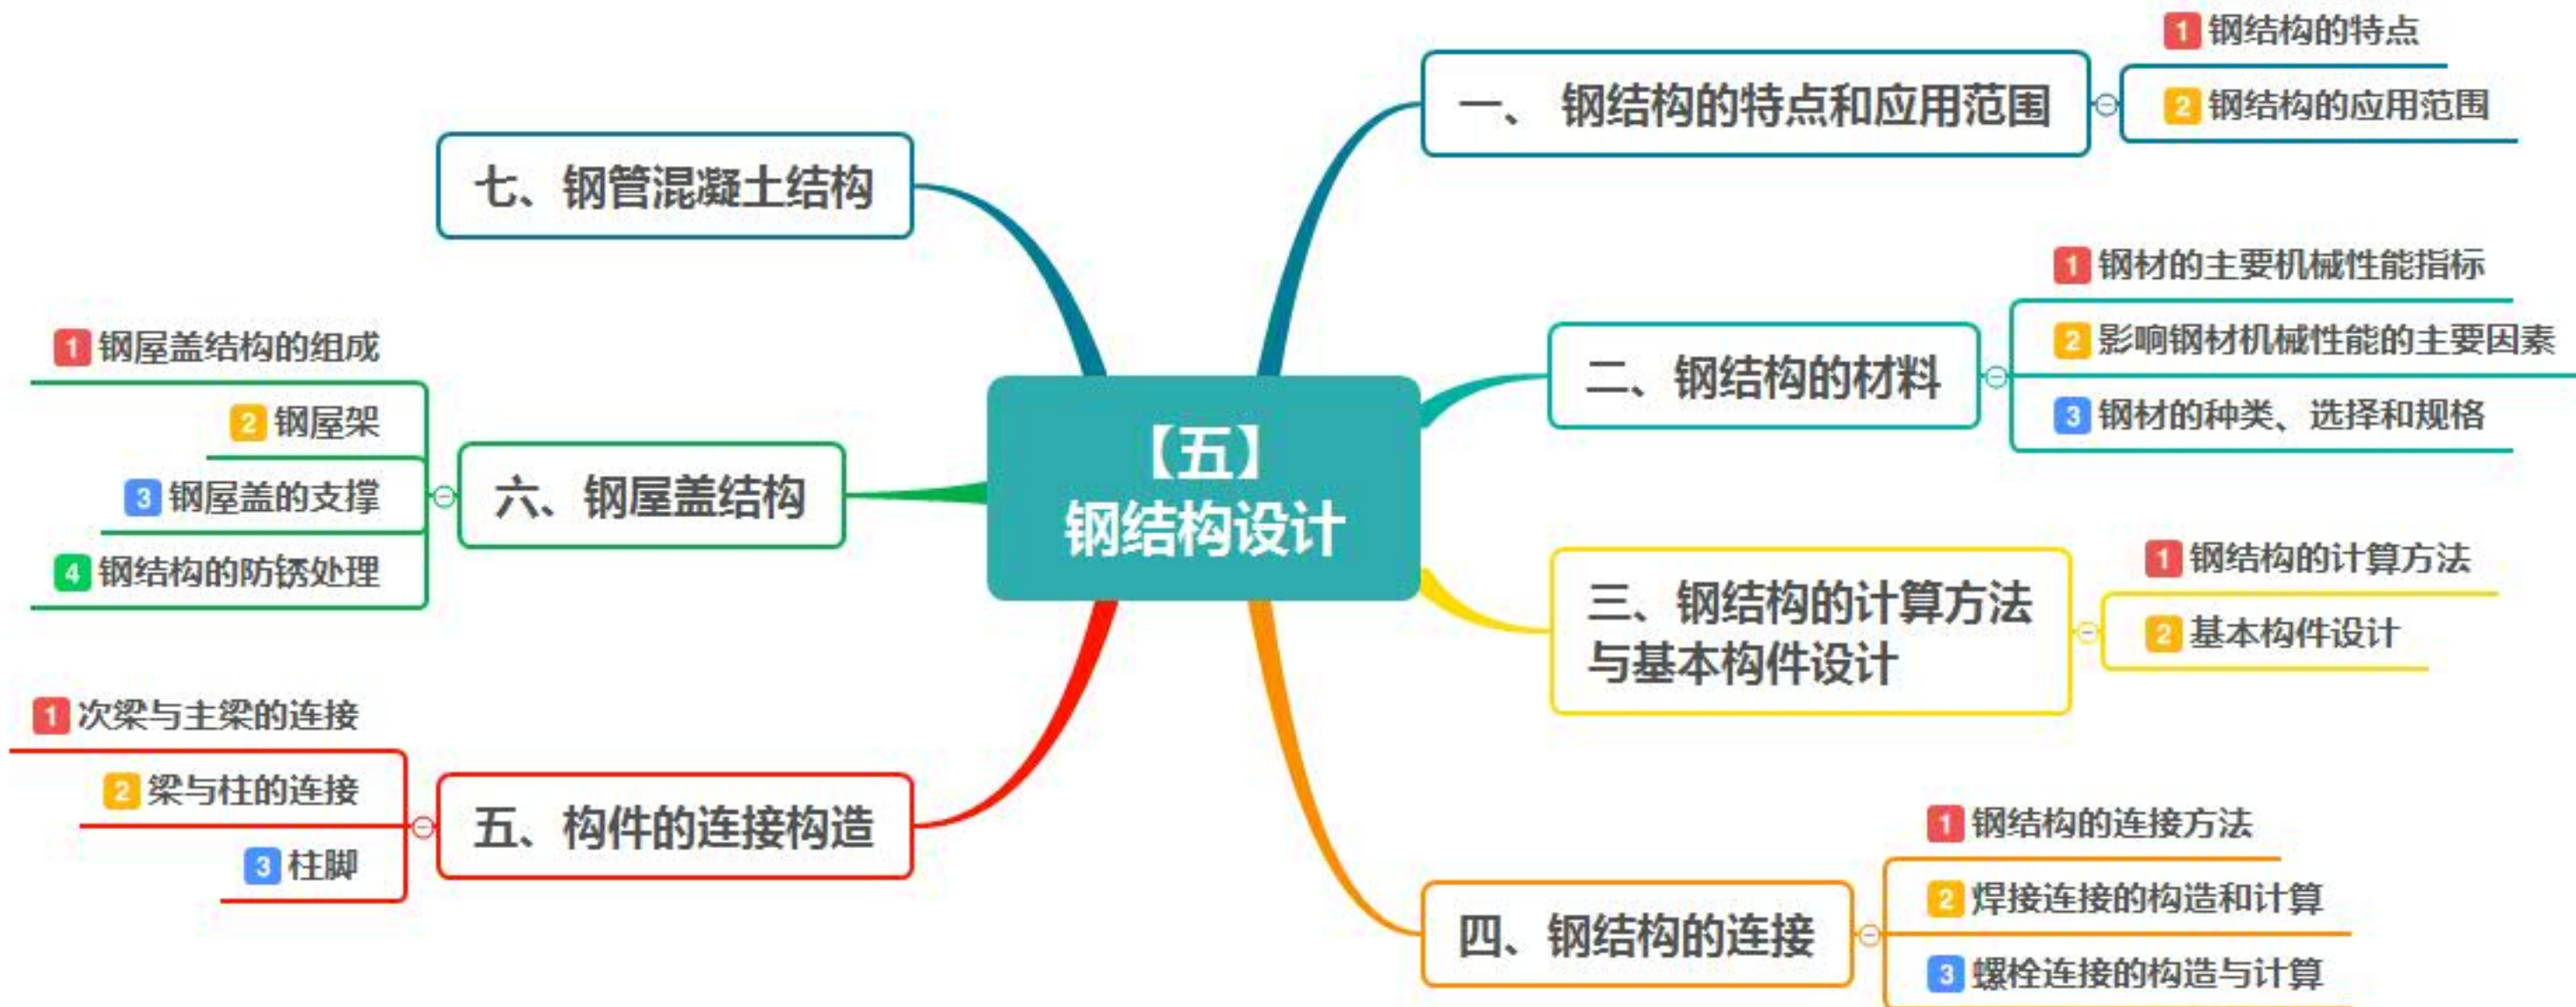 【五】
钢结构设计
一、 钢结构的特点和应用范围
1 钢结构的特点
2 钢结构的应用范围
二、钢结构的材料
1 钢材的主要机械性能指标
2 影响钢材机械性能的主要因素
3 钢材的种类、选择和规格
三、钢结构的计算方法
与基本构件设计
1 钢结构的计算方法
2 基本构件设计
四、钢结构的连接
1 钢结构的连接方法
2 焊接连接的构造和计算
3 螺栓连接的构造与计算
五、构件的连接构造
1 次梁与主梁的连接
2 梁与柱的连接
3 柱脚
六、钢屋盖结构
1 钢屋盖结构的组成
2 钢屋架
3 钢屋盖的支撑
4 钢结构的防锈处理
七、钢管混凝土结构